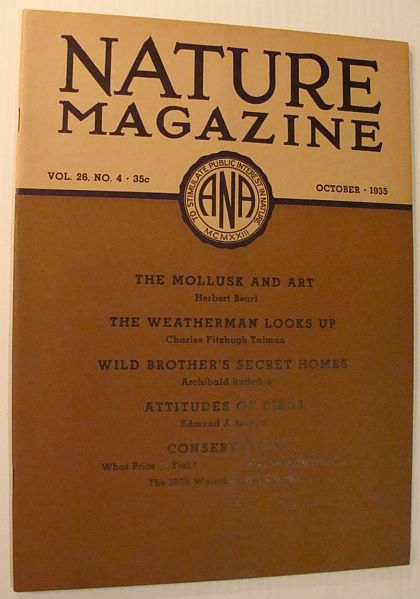 NATURE
MAGAZINE
VOL. 26, NO. 4 · 35c
OCTOBER · 1935
TO STIMULATE PUBLIC INTEREST IN NATURE
ANA
MCMXXIII
THE MOLLUSK AND ART
Herbert Bearl
THE WEATHERMAN LOOKS UP
Charles Fitzhugh Talman
WILD BROTHER'S SECRET HOMES
Archibald Rutledge
ATTITUDES OF BIRDS
Edmund J.
CONSERVATION
What Price ... Fish?
The 1935